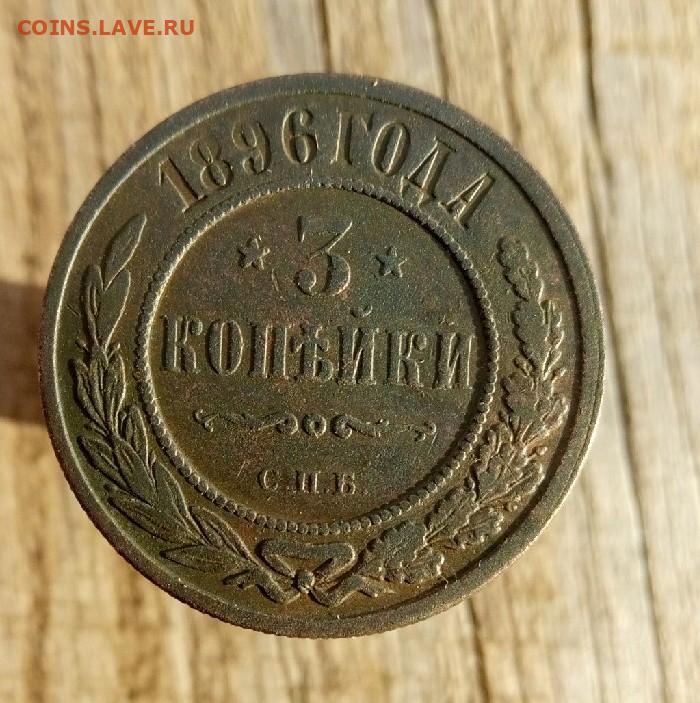 COINS.LAVE.RU
1896 ГОДА
3
КОПѢЙКИ
С.П.Б.